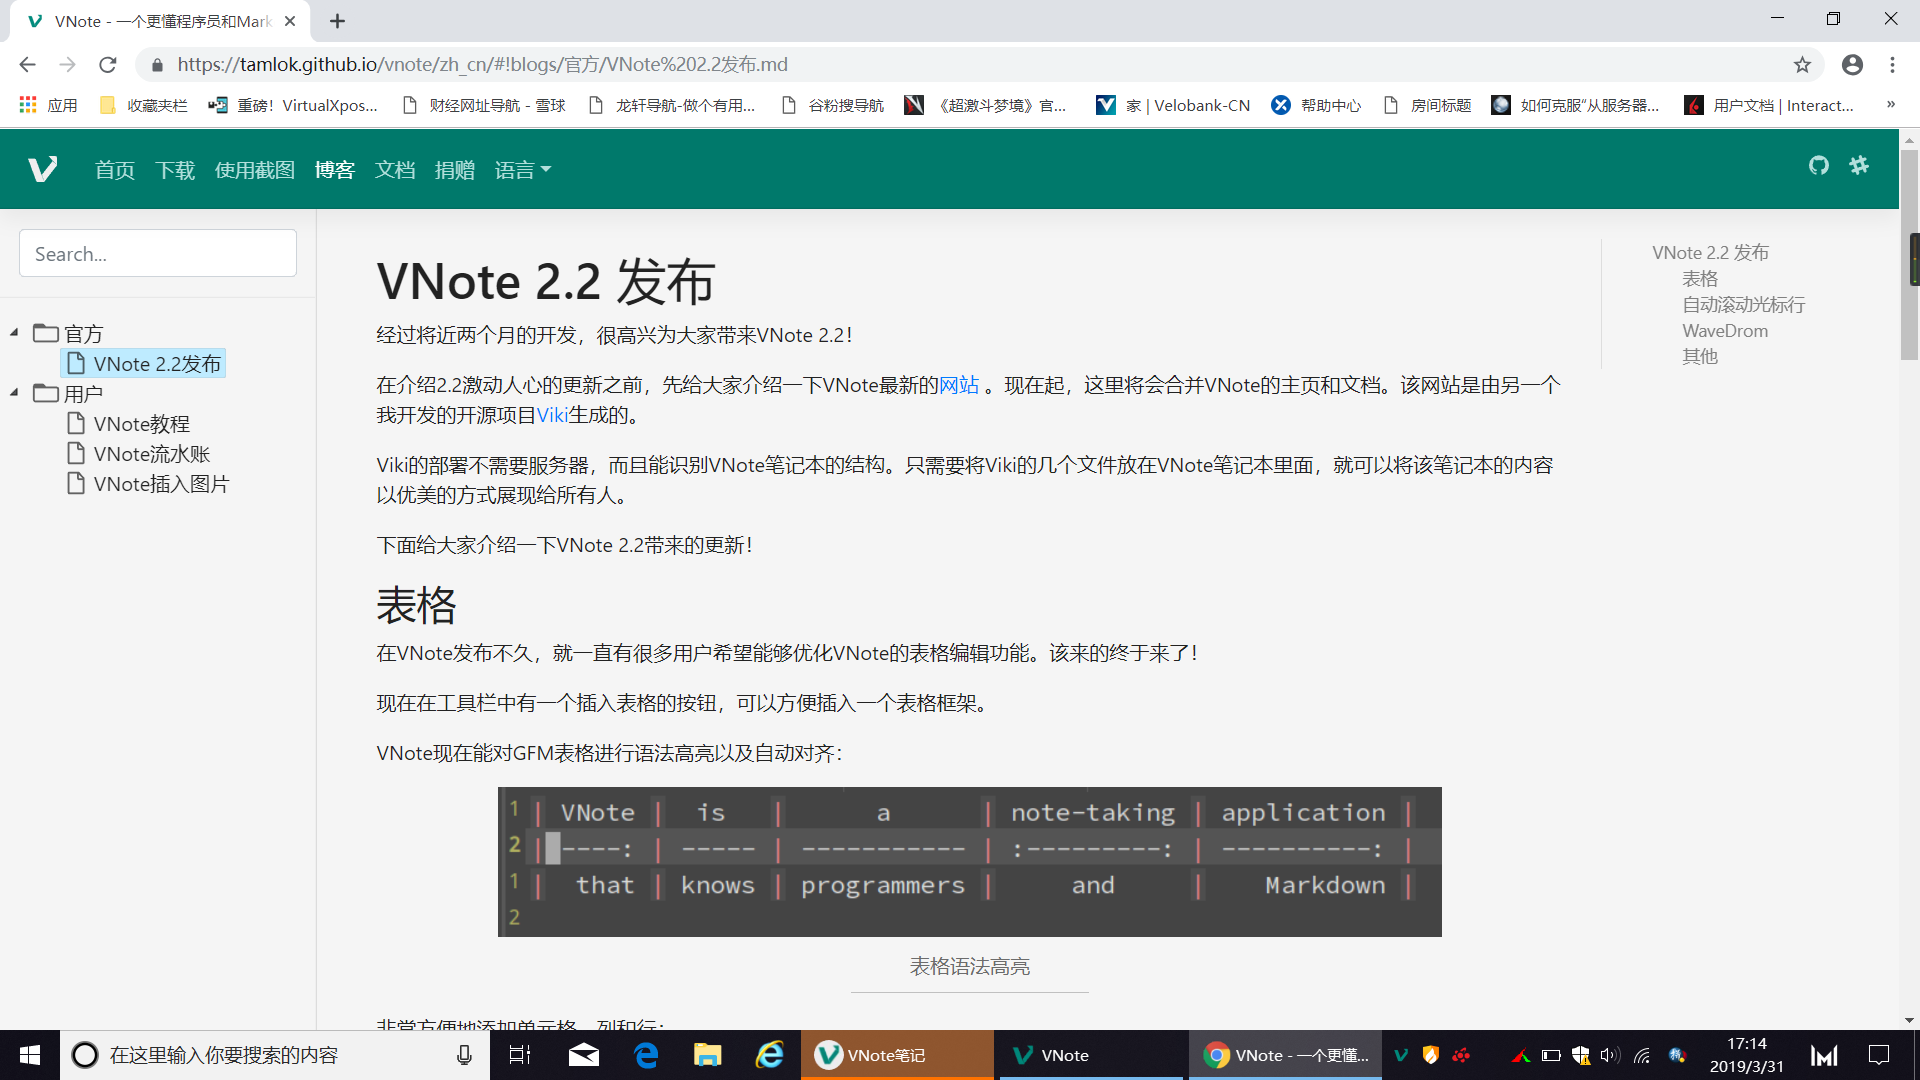 VNote - 一个更懂程序员和Mark
https://tamlok.github.io/vnote/zh_cn/#!blogs/官方/VNote%202.2发布.md
应用 收藏夹栏 重磅！VirtualXpos... 财经网址导航 - 雪球 龙轩导航-做个有用... 谷粉搜导航 《超激斗梦境》官... 家 | Velobank-CN 帮助中心 房间标题 如何克服“从服务器... 用户文档 | Interact... »
首页 下载 使用截图 博客 文档 捐赠 语言
Search...
官方
VNote 2.2发布
用户
VNote教程
VNote流水账
VNote插入图片
VNote 2.2 发布
经过将近两个月的开发，很高兴为大家带来VNote 2.2！
在介绍2.2激动人心的更新之前，先给大家介绍一下VNote最新的网站 。现在起，这里将会合并VNote的主页和文档。该网站是由另一个
我开发的开源项目Viki生成的。
Viki的部署不需要服务器，而且能识别VNote笔记本的结构。只需要将Viki的几个文件放在VNote笔记本里面，就可以将该笔记本的内容
以优美的方式展现给所有人。
下面给大家介绍一下VNote 2.2带来的更新！
表格
在VNote发布不久，就一直有很多用户希望能够优化VNote的表格编辑功能。该来的终于来了！
现在在工具栏中有一个插入表格的按钮，可以方便插入一个表格框架。
VNote现在能对GFM表格进行语法高亮以及自动对齐：
1 | VNote | is | a | note-taking | application |
2 | ----: | ----- | ----------- | :---------: | ----------: |
1 | that | knows | programmers | and | Markdown |
2
表格语法高亮
非常方便地添加单元格、列和行：
VNote 2.2 发布
表格
自动滚动光标行
WaveDrom
其他
在这里输入你要搜索的内容
VNote笔记
VNote
VNote - 一个更懂...
17:14
2019/3/31